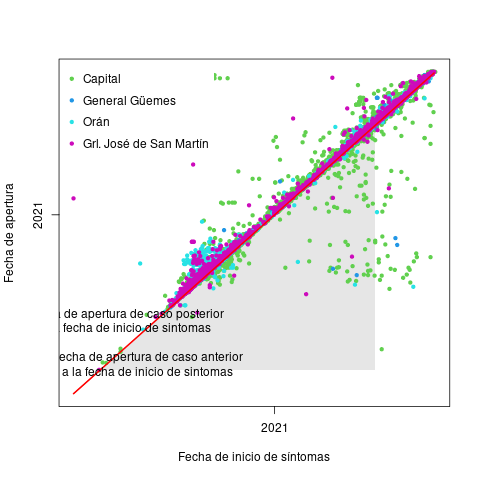 Capital
General Güemes
Orán
Grl. José de San Martín
Fecha de apertura
2021
de apertura de caso posterior
fecha de inicio de síntomas
echa de apertura de caso anterior
a la fecha de inicio de síntomas
2021
Fecha de inicio de síntomas